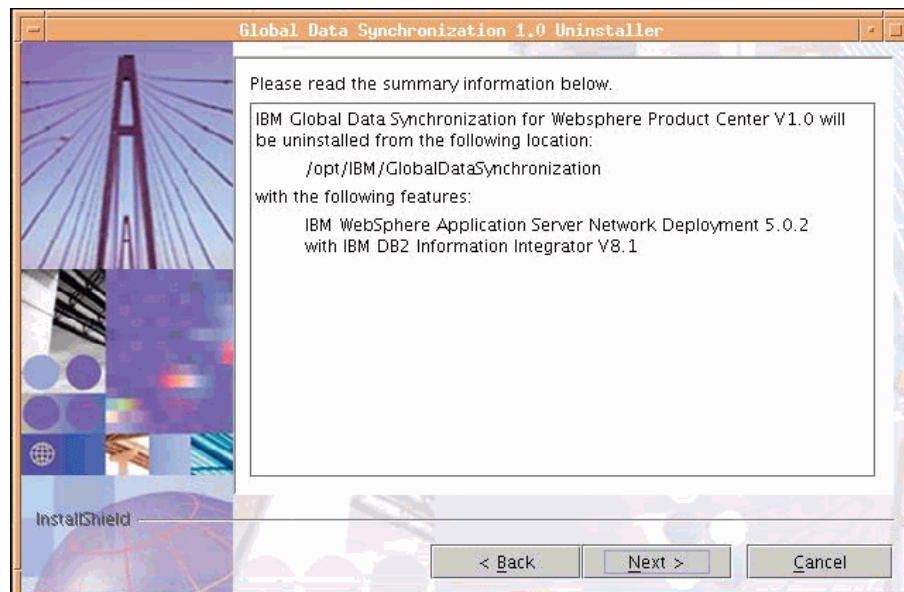 Global Data Synchronization 1.0 Uninstaller
Please read the summary information below.
IBM Global Data Synchronization for Websphere Product Center V1.0 will
be uninstalled from the following location:
/opt/IBM/GlobalDataSynchronization
with the following features:
IBM WebSphere Application Server Network Deployment 5.0.2
with IBM DB2 Information Integrator V8.1
InstallShield
< Back
Next >
Cancel